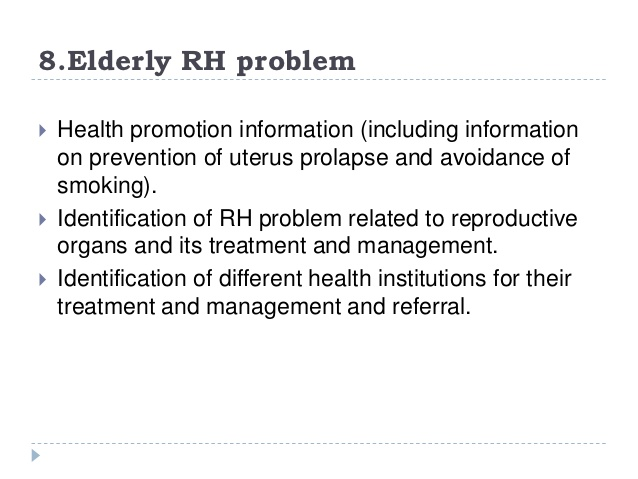 8.Elderly RH problem
Health promotion information (including information
on prevention of uterus prolapse and avoidance of
smoking).
Identification of RH problem related to reproductive
organs and its treatment and management.
Identification of different health institutions for their
treatment and management and referral.